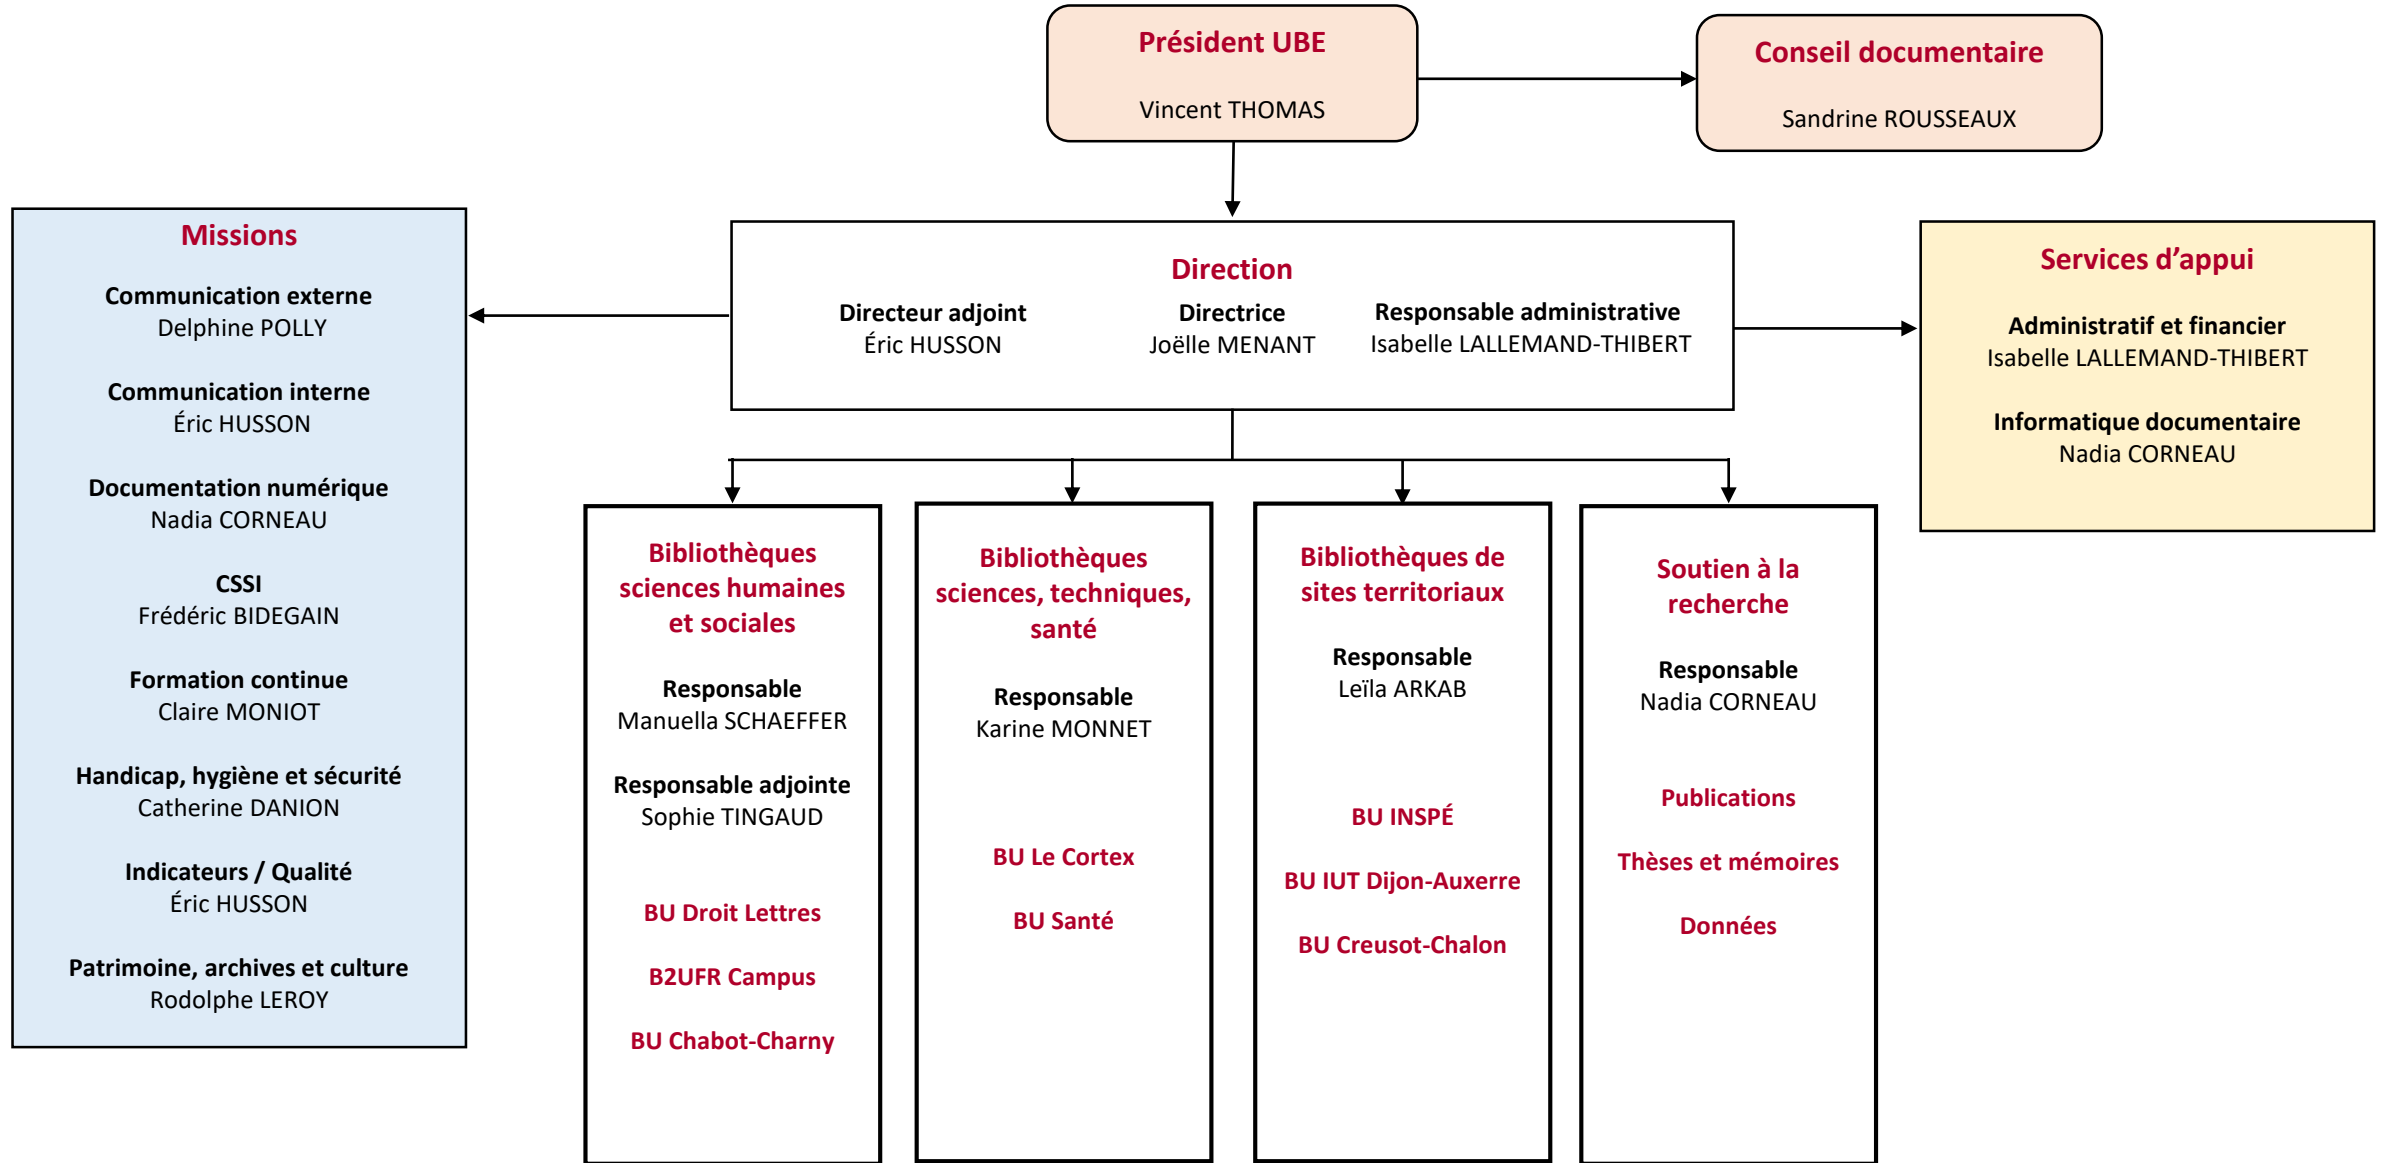 Président UBE
Vincent THOMAS
Conseil documentaire
Sandrine ROUSSEAUX
Missions
Communication externe
Delphine POLLY
Communication interne
Éric HUSSON
Documentation numérique
Nadia CORNEAU
CSSI
Frédéric BIDEGAIN
Formation continue
Claire MONIOT
Handicap, hygiène et sécurité
Catherine DANION
Indicateurs / Qualité
Éric HUSSON
Patrimoine, archives et culture
Rodolphe LEROY
Direction
Directeur adjoint
Éric HUSSON
Directrice
Joëlle MENANT
Responsable administrative
Isabelle LALLEMAND-THIBERT
Services d’appui
Administratif et financier
Isabelle LALLEMAND-THIBERT
Informatique documentaire
Nadia CORNEAU
Bibliothèques
sciences humaines
et sociales
Responsable
Manuella SCHAEFFER
Responsable adjointe
Sophie TINGAUD
BU Droit Lettres
B2UFR Campus
BU Chabot-Charny
Bibliothèques
sciences, techniques,
santé
Responsable
Karine MONNET
BU Le Cortex
BU Santé
Bibliothèques de
sites territoriaux
Responsable
Leïla ARKAB
BU INSPÉ
BU IUT Dijon-Auxerre
BU Creusot-Chalon
Soutien à la
recherche
Responsable
Nadia CORNEAU
Publications
Thèses et mémoires
Données